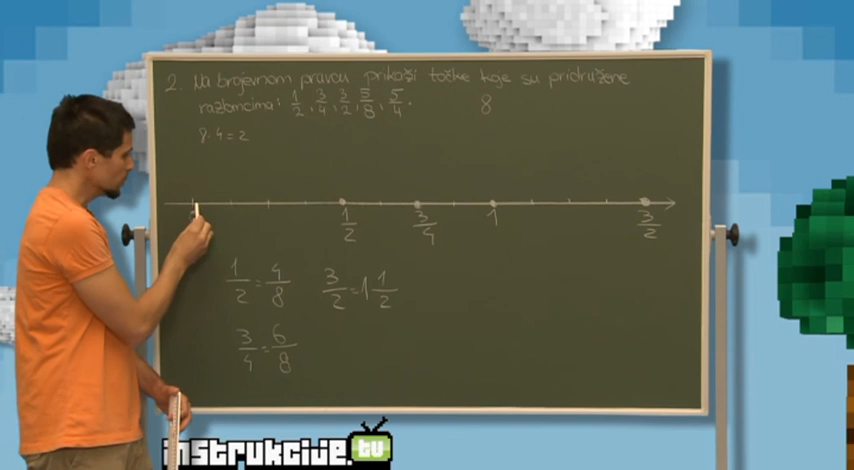 2. Na brojevnom pravcu prikaži točke koje su pridružene
razlomcima: 1/2, 3/4, 3/2, 5/8, 5/4.
8
8 · 4 = 2
1/2 3/4 1 3/2
1/2 = 4/8 3/2 = 1 1/2
3/4 = 6/8
instrukcije.tv